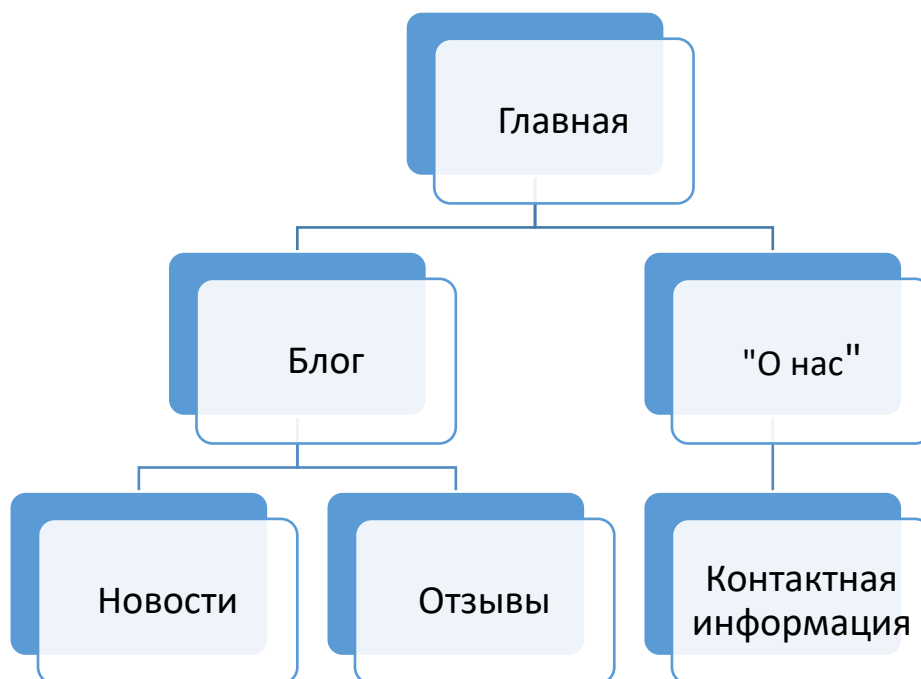 Главная
Блог
"О нас"
Новости
Отзывы
Контактная
информация